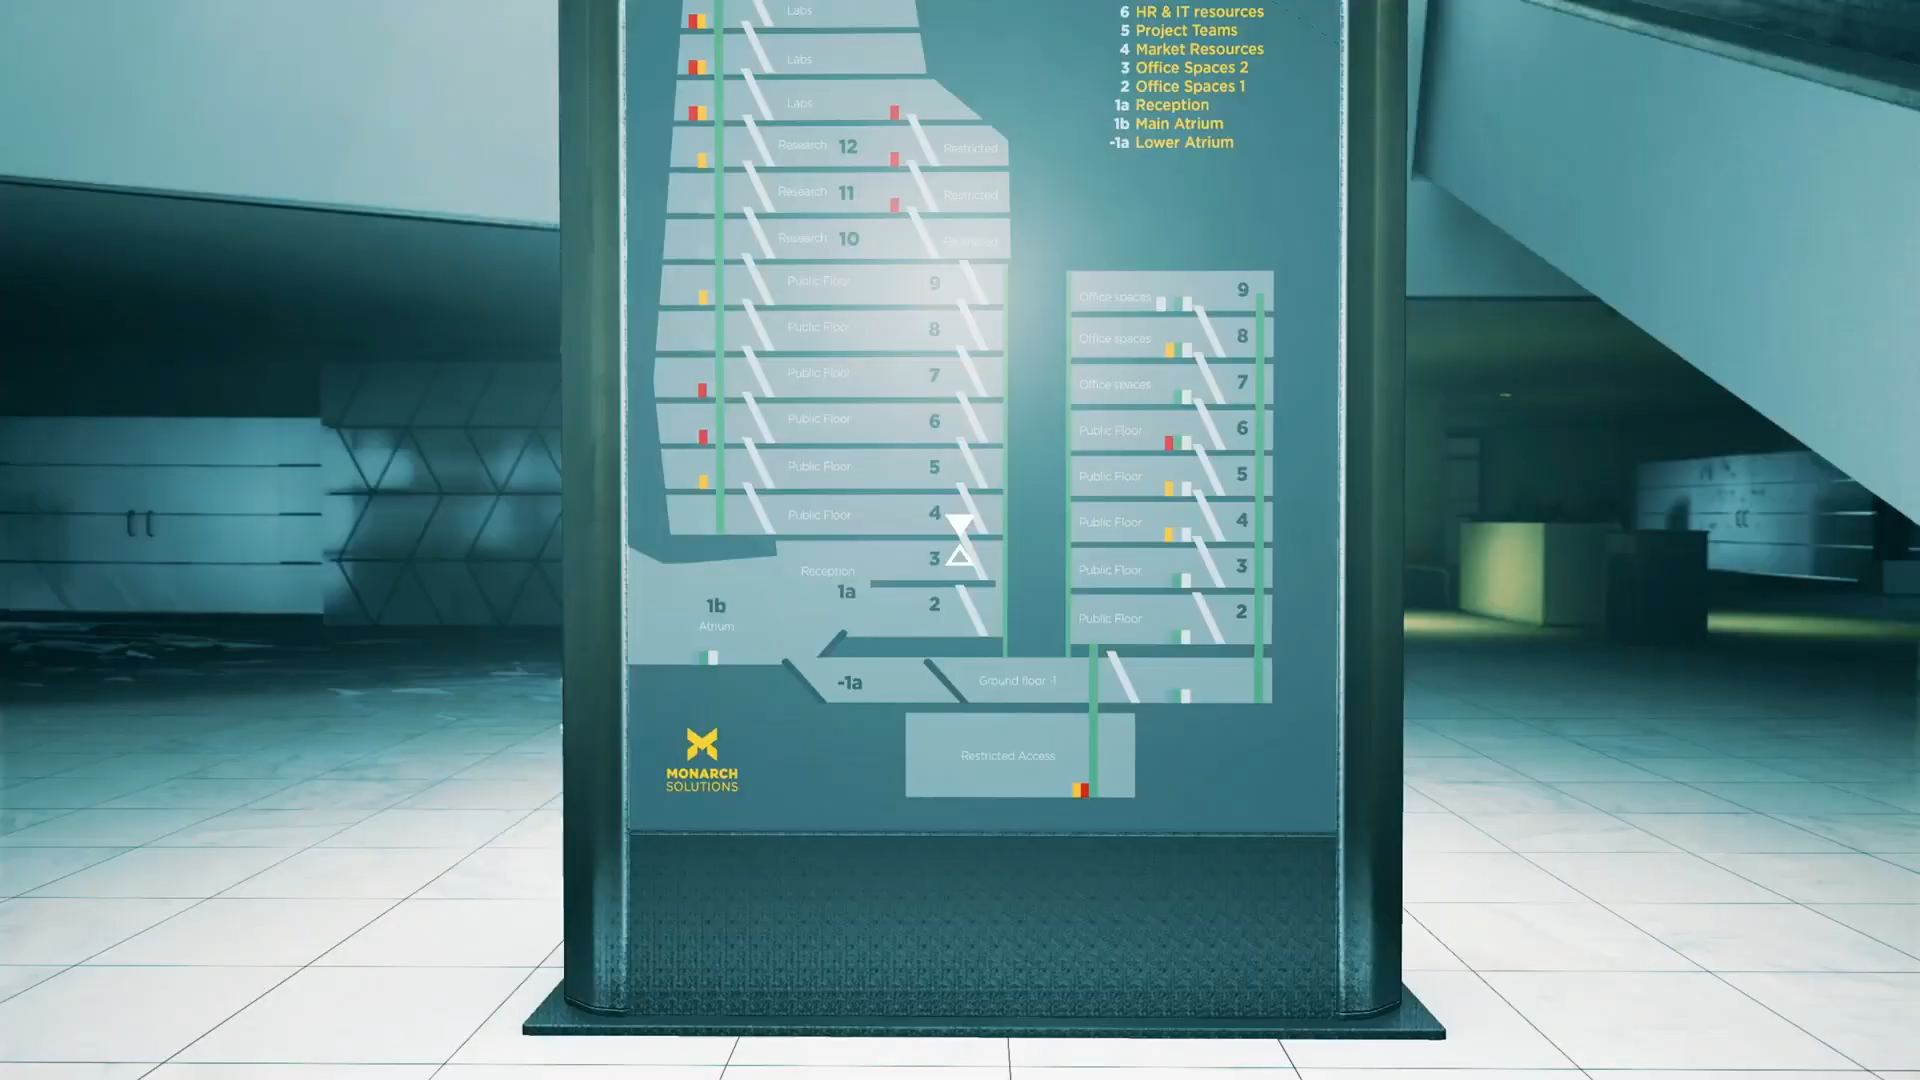 Labs
Labs
Labs
Research 12 Restricted
Research 11 Restricted
Research 10 Restricted
Public Floor 9
Public Floor 8
Public Floor 7
Public Floor 6
Public Floor 5
Public Floor 4
3
Reception
1a
2
1b
Atrium
-1a
Ground floor -1
Restricted Access
6 HR & IT resources
5 Project Teams
4 Market Resources
3 Office Spaces 2
2 Office Spaces 1
1a Reception
1b Main Atrium
-1a Lower Atrium
Office spaces 9
Office spaces 8
Office spaces 7
Public Floor 6
Public Floor 5
Public Floor 4
Public Floor 3
Public Floor 2
MONARCH
SOLUTIONS